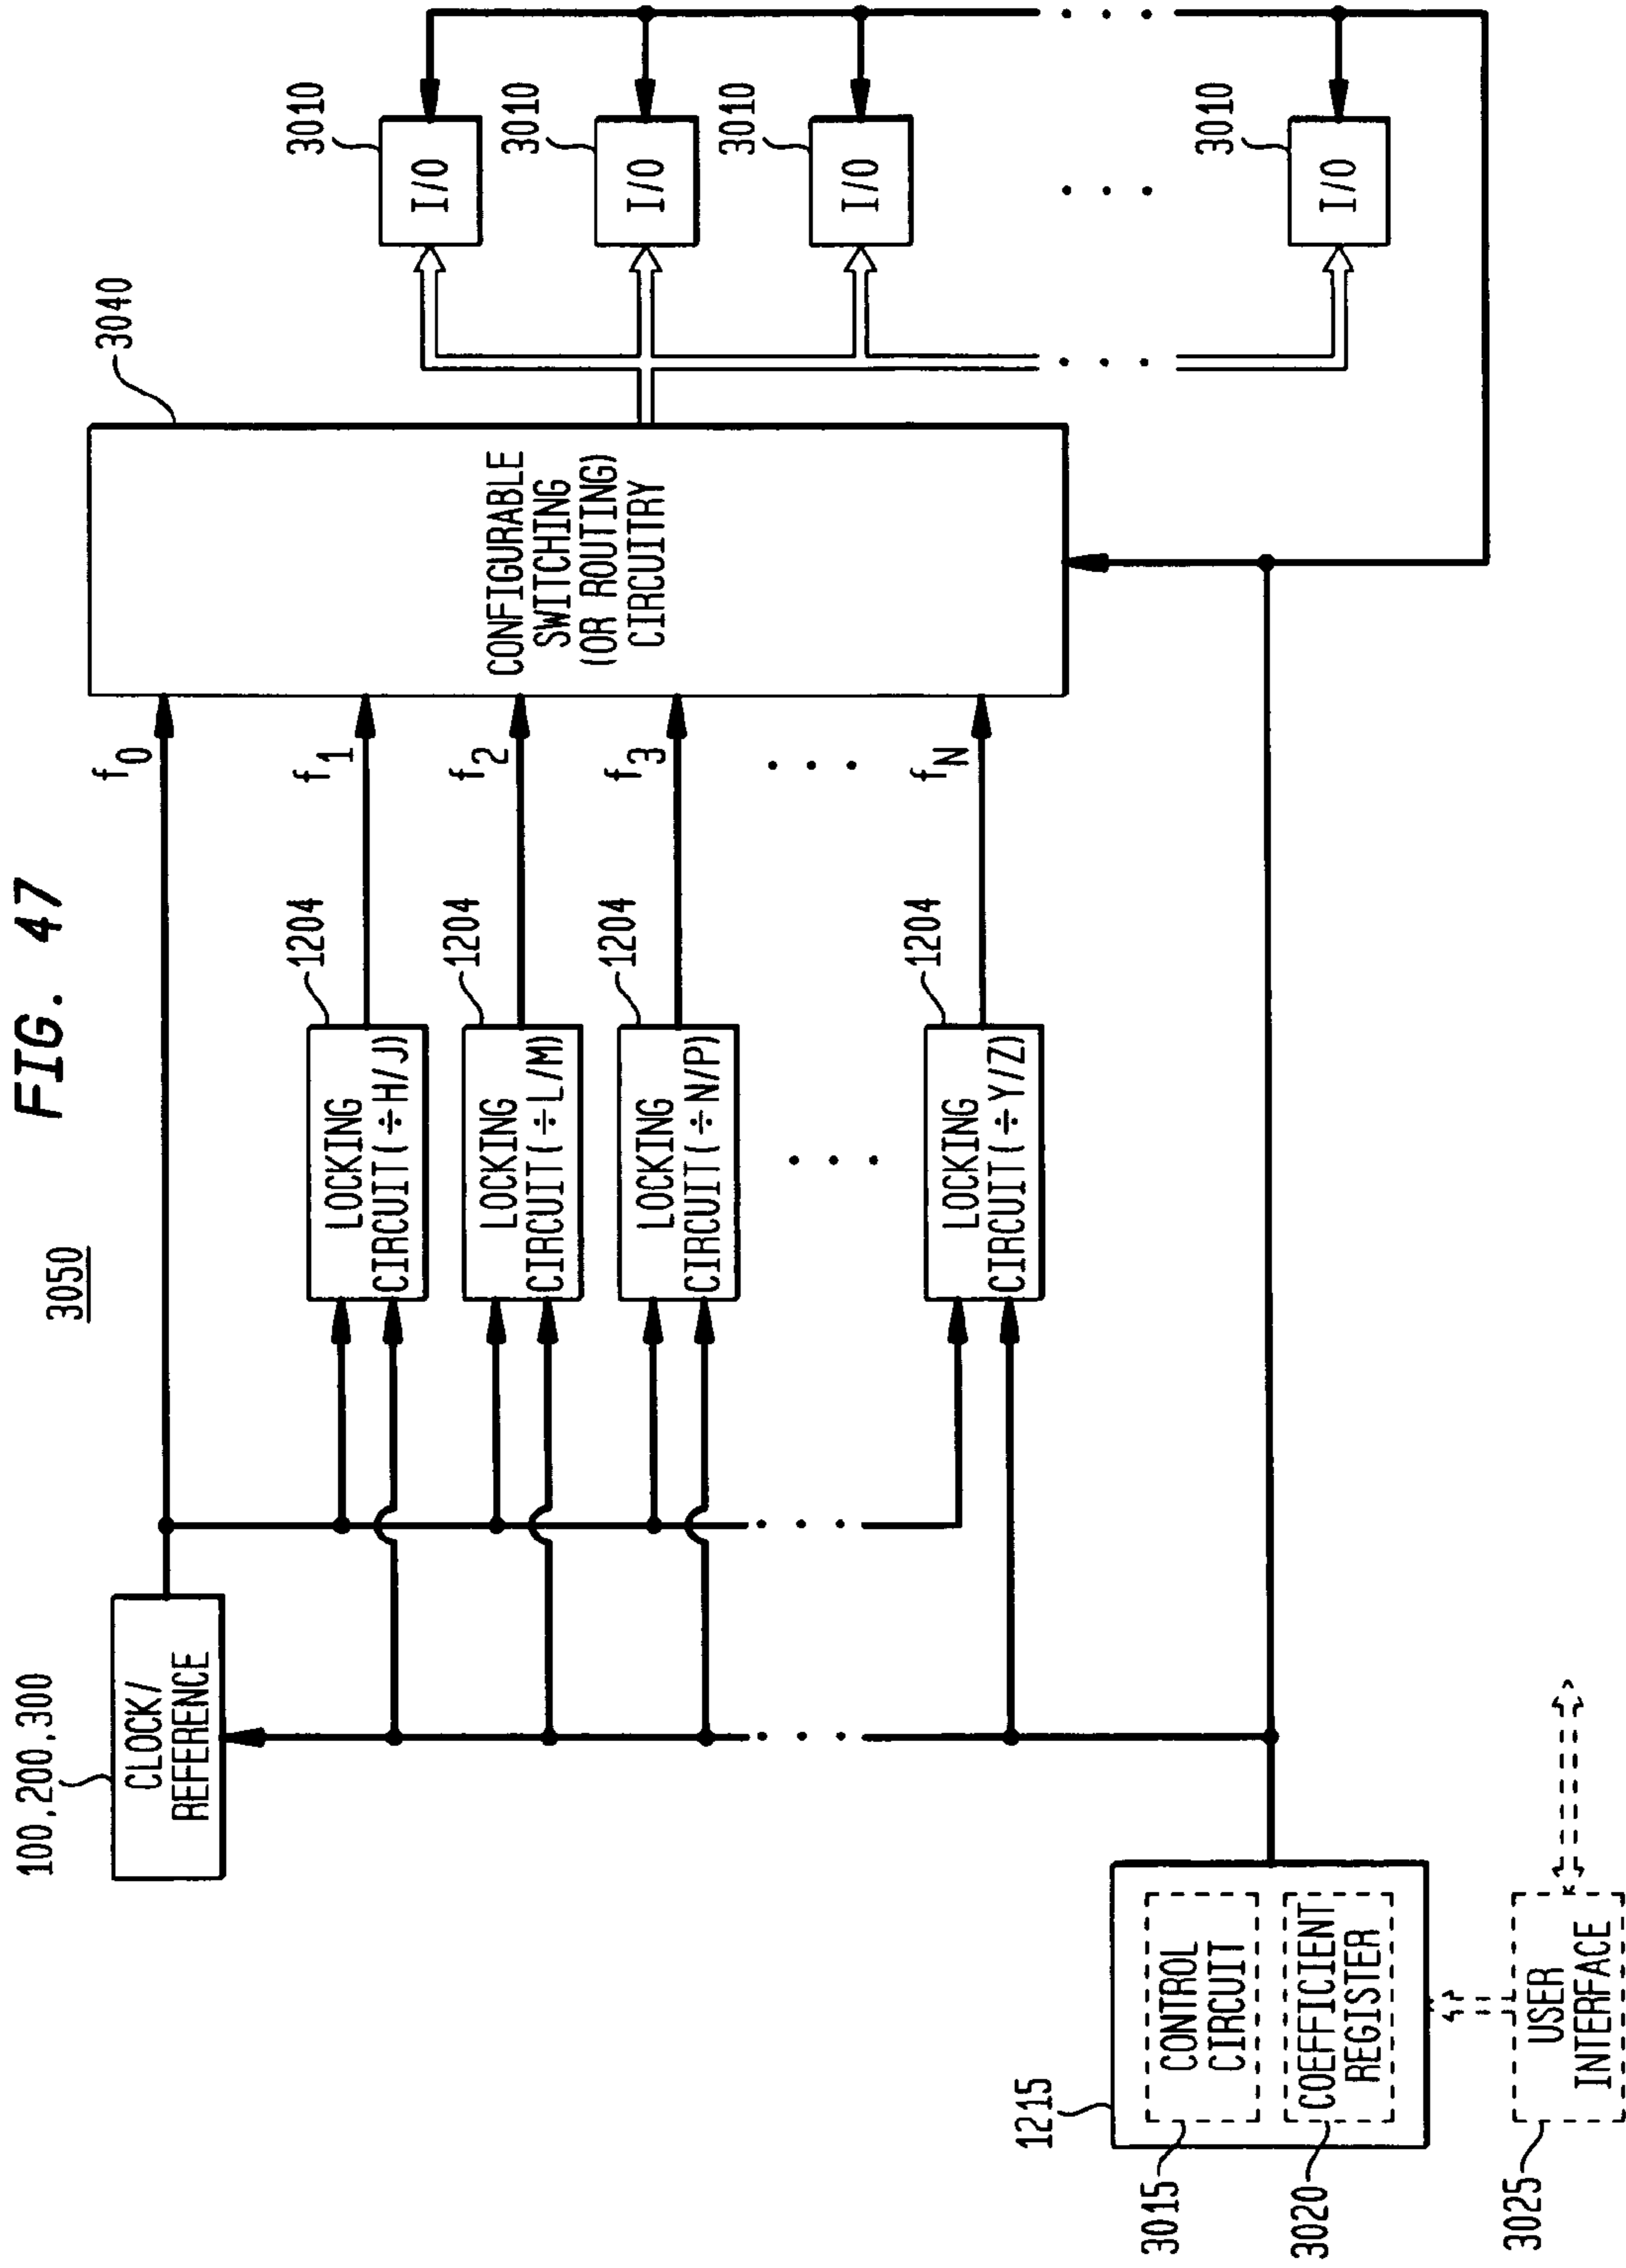 FIG. 47
3050
100,200,300
CLOCK/
REFERENCE
f0
3040
CONFIGURABLE
SWITCHING
(OR ROUTING)
CIRCUITRY
3010
I/O
3010
I/O
3010
I/O
. . .
3010
I/O
. . .
. . .
1204
LOCKING
CIRCUIT(÷H/J)
f1
1204
LOCKING
CIRCUIT(÷L/M)
f2
1204
LOCKING
CIRCUIT(÷N/P)
f3
. . .
. . .
1204
LOCKING
CIRCUIT(÷Y/Z)
fN
. . .
. . .
1215
3015
CONTROL
CIRCUIT
3020
COEFFICIENT
REGISTER
3025
USER
INTERFACE